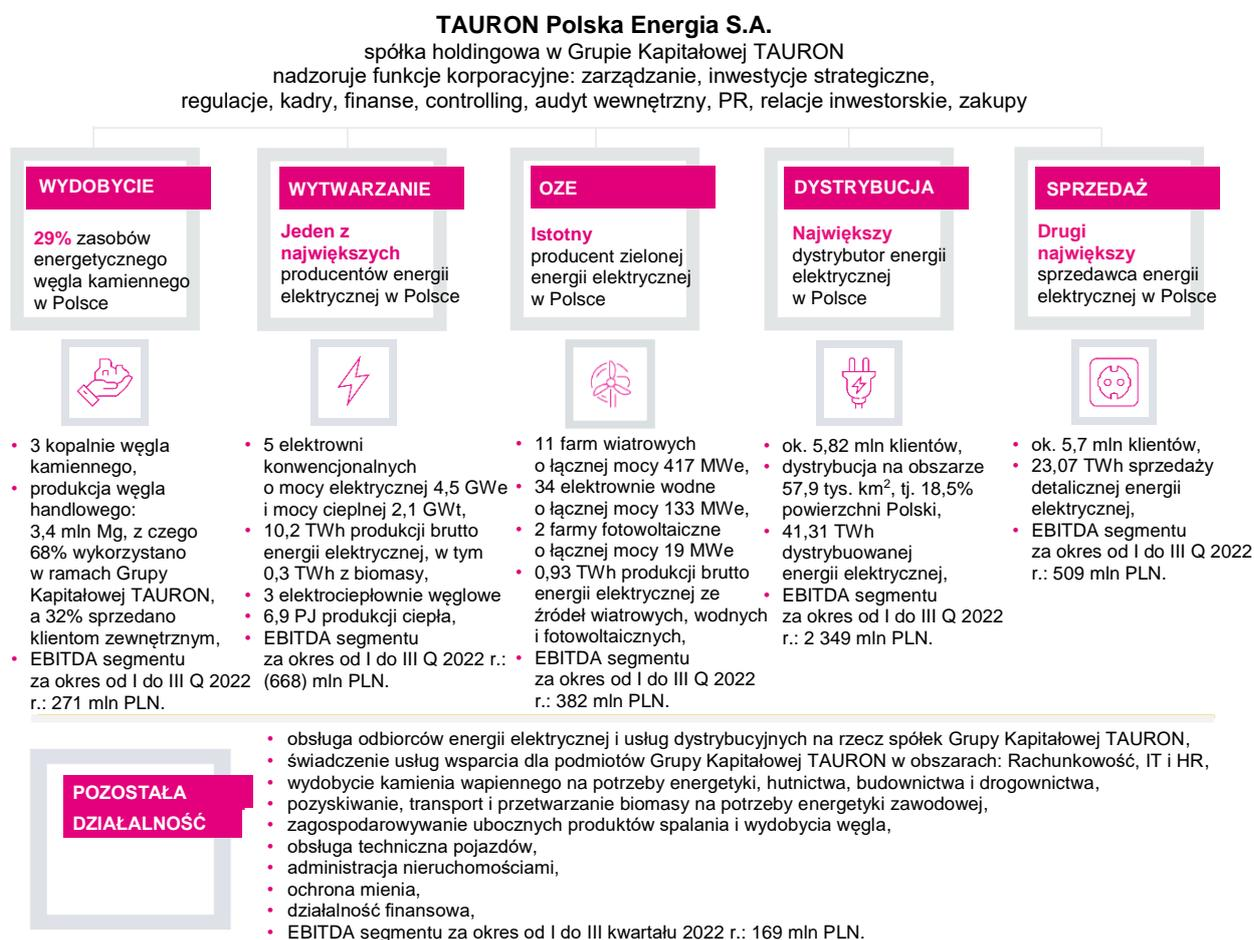 TAURON Polska Energia S.A.
spółka holdingowa w Grupie Kapitałowej TAURON
nadzoruje funkcje korporacyjne: zarządzanie, inwestycje strategiczne,
regulacje, kadry, finanse, controlling, audyt wewnętrzny, PR, relacje inwestorskie, zakupy
WYDOBYCIE
29% zasobów
energetycznego
węgla kamiennego
w Polsce
• 3 kopalnie węgla
kamiennego,
• produkcja węgla
handlowego:
3,4 mln Mg, z czego
68% wykorzystano
w ramach Grupy
Kapitałowej TAURON,
a 32% sprzedano
klientom zewnętrznym,
• EBITDA segmentu
za okres od I do III Q 2022
r.: 271 mln PLN.
WYTWARZANIE
Jeden z
największych
producentów energii
elektrycznej w Polsce
• 5 elektrowni
konwencjonalnych
o mocy elektrycznej 4,5 GWe
i mocy cieplnej 2,1 GWt,
• 10,2 TWh produkcji brutto
energii elektrycznej, w tym
0,3 TWh z biomasy,
• 3 elektrociepłownie węglowe
• 6,9 PJ produkcji ciepła,
• EBITDA segmentu
za okres od I do III Q 2022 r.:
(668) mln PLN.
OZE
Istotny
producent zielonej
energii elektrycznej
w Polsce
• 11 farm wiatrowych
o łącznej mocy 417 MWe,
• 34 elektrownie wodne
o łącznej mocy 133 MWe,
• 2 farmy fotowoltaiczne
o łącznej mocy 19 MWe
• 0,93 TWh produkcji brutto
energii elektrycznej ze
źródeł wiatrowych, wodnych
i fotowoltaicznych,
• EBITDA segmentu
za okres od I do III Q 2022
r.: 382 mln PLN.
DYSTRYBUCJA
Największy
dystrybutor energii
elektrycznej
w Polsce
• ok. 5,82 mln klientów,
• dystrybucja na obszarze
57,9 tys. km², tj. 18,5%
powierzchni Polski,
• 41,31 TWh
dystrybuowanej
energii elektrycznej,
• EBITDA segmentu
za okres od I do III Q 2022
r.: 2 349 mln PLN.
SPRZEDAŻ
Drugi
największy
sprzedawca energii
elektrycznej w Polsce
• ok. 5,7 mln klientów,
• 23,07 TWh sprzedaży
detalicznej energii
elektrycznej,
• EBITDA segmentu
za okres od I do III Q 2022
r.: 509 mln PLN.
POZOSTAŁA
DZIAŁALNOŚĆ
• obsługa odbiorców energii elektrycznej i usług dystrybucyjnych na rzecz spółek Grupy Kapitałowej TAURON,
• świadczenie usług wsparcia dla podmiotów Grupy Kapitałowej TAURON w obszarach: Rachunkowość, IT i HR,
• wydobycie kamienia wapiennego na potrzeby energetyki, hutnictwa, budownictwa i drogownictwa,
• pozyskiwanie, transport i przetwarzanie biomasy na potrzeby energetyki zawodowej,
• zagospodarowywanie ubocznych produktów spalania i wydobycia węgla,
• obsługa techniczna pojazdów,
• administracja nieruchomościami,
• ochrona mienia,
• działalność finansowa,
• EBITDA segmentu za okres od I do III kwartału 2022 r.: 169 mln PLN.